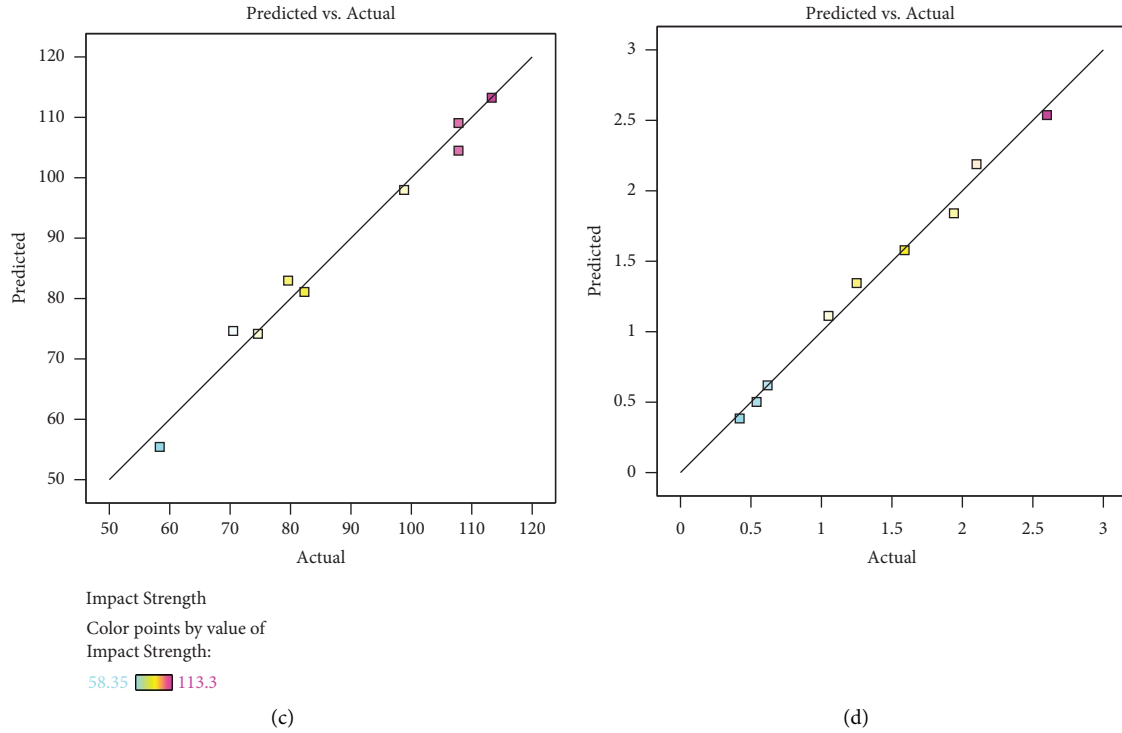 Predicted vs. Actual
120
110
100
90
80
70
60
50
Predicted
50 60 70 80 90 100 110 120
Actual
Impact Strength
Color points by value of
Impact Strength:
58.35 113.3
(c)
Predicted vs. Actual
3
2.5
2
1.5
1
0.5
0
Predicted
0 0.5 1 1.5 2 2.5 3
Actual
(d)